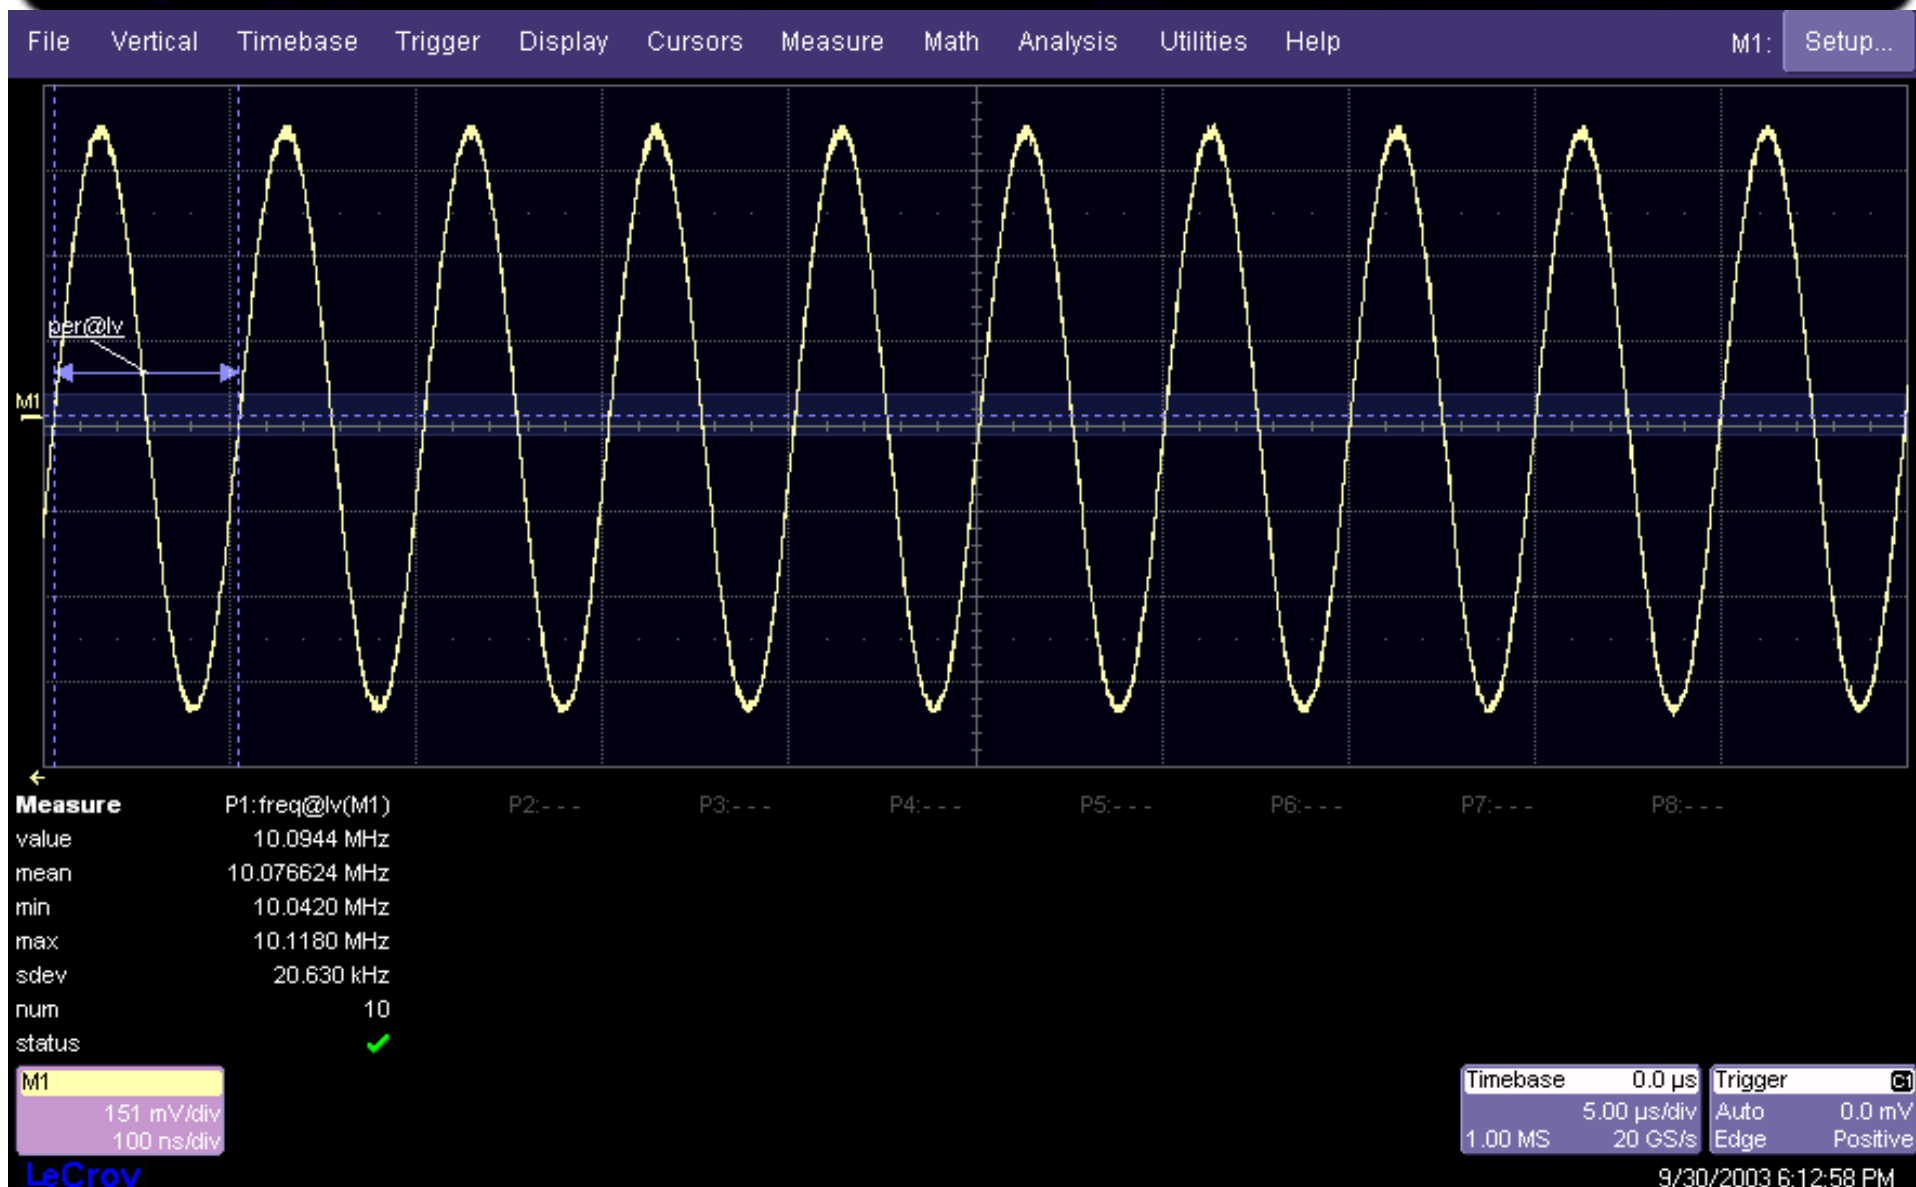 File Vertical Timebase Trigger Display Cursors Measure Math Analysis Utilities Help M1: Setup...
per@lv
M1
Measure P1:freq@lv(M1) P2:--- P3:--- P4:--- P5:--- P6:--- P7:--- P8:---
value 10.0944 MHz
mean 10.076624 MHz
min 10.0420 MHz
max 10.1180 MHz
sdev 20.630 kHz
num 10
status
M1
151 mV/div
100 ns/div
Timebase 0.0 µs
5.00 µs/div
1.00 MS 20 GS/s
Trigger C1
Auto 0.0 mV
Edge Positive
LeCroy
9/30/2003 6:12:58 PM